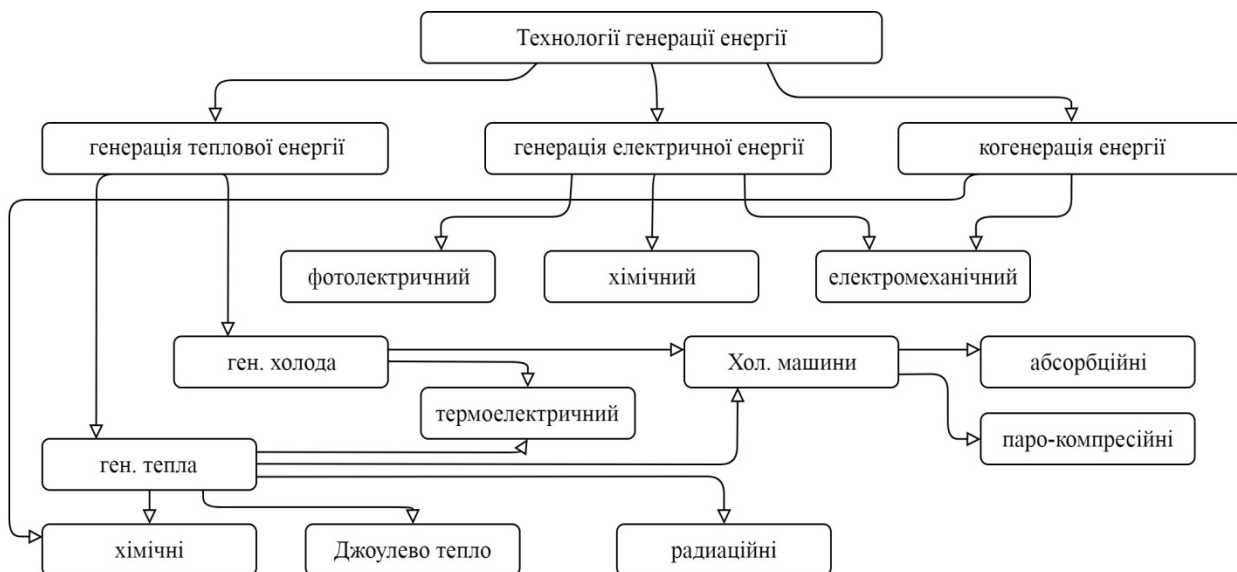 Технології генерації енергії
генерація теплової енергії
генерація електричної енергії
когенерація енергії
фотолектричний
хімічний
електромеханічний
ген. холода
Хол. машини
абсорбційні
термоелектричний
паро-компресійні
ген. тепла
хімічні
Джоулево тепло
радиаційні